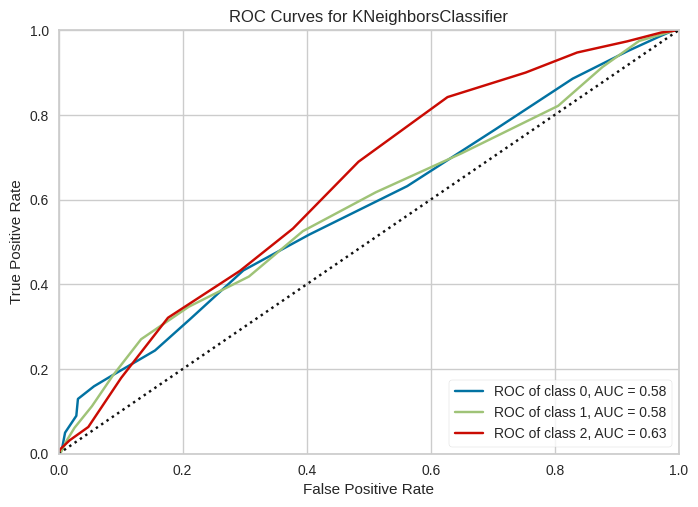 ROC Curves for KNeighborsClassifier
True Positive Rate
1.0
0.8
0.6
0.4
0.2
0.0
0.0 0.2 0.4 0.6 0.8 1.0
False Positive Rate
ROC of class 0, AUC = 0.58
ROC of class 1, AUC = 0.58
ROC of class 2, AUC = 0.63